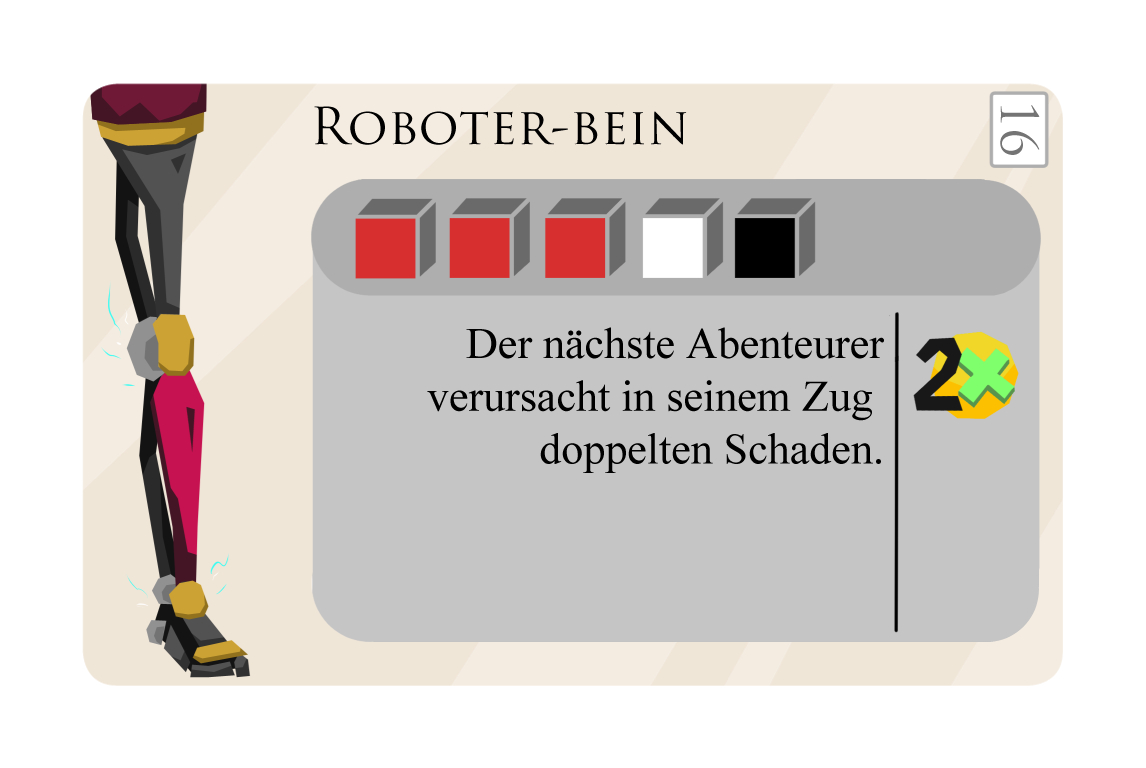 Roboter-bein
16
Der nächste Abenteurer
verursacht in seinem Zug
doppelten Schaden.
2×